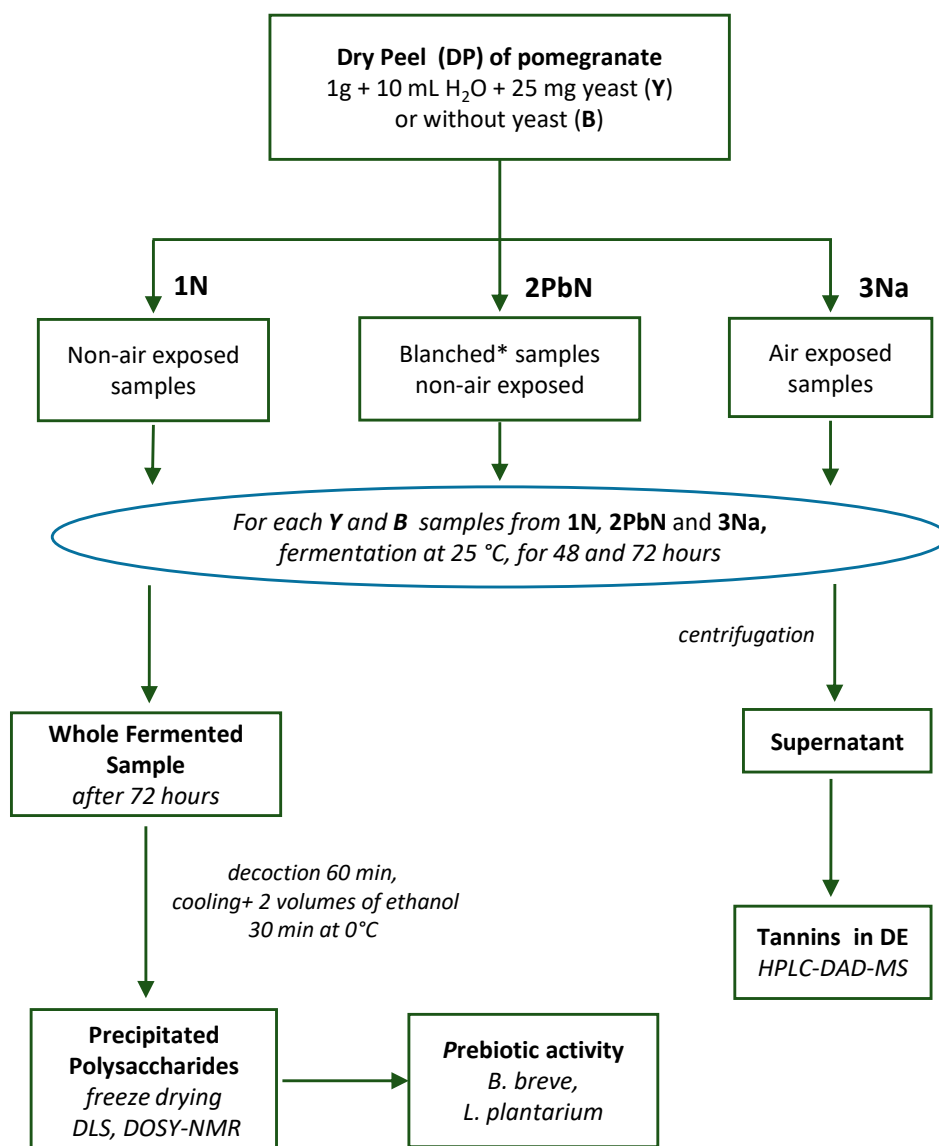 Dry Peel (DP) of pomegranate
1g + 10 mL H₂O + 25 mg yeast (Y)
or without yeast (B)
1N
2PbN
3Na
Non-air exposed
samples
Blanched* samples
non-air exposed
Air exposed
samples
For each Y and B samples from 1N, 2PbN and 3Na,
fermentation at 25 °C, for 48 and 72 hours
centrifugation
Whole Fermented
Sample
after 72 hours
Supernatant
decoction 60 min,
cooling+ 2 volumes of ethanol
30 min at 0°C
Tannins in DE
HPLC-DAD-MS
Precipitated
Polysaccharides
freeze drying
DLS, DOSY-NMR
Prebiotic activity
B. breve,
L. plantarium